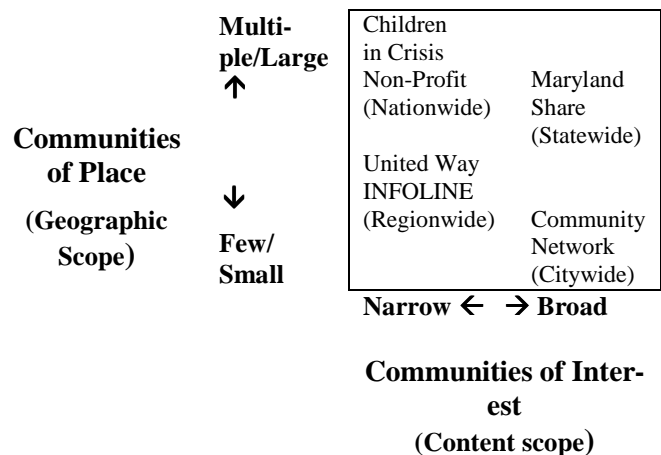 Multi-
ple/Large
↑
Communities
of Place
(Geographic
Scope)
↓
Few/
Small
Children
in Crisis
Non-Profit
(Nationwide)
Maryland
Share
(Statewide)
United Way
INFOLINE
(Regionwide)
Community
Network
(Citywide)
Narrow ← → Broad
Communities of Inter-
est
(Content scope)